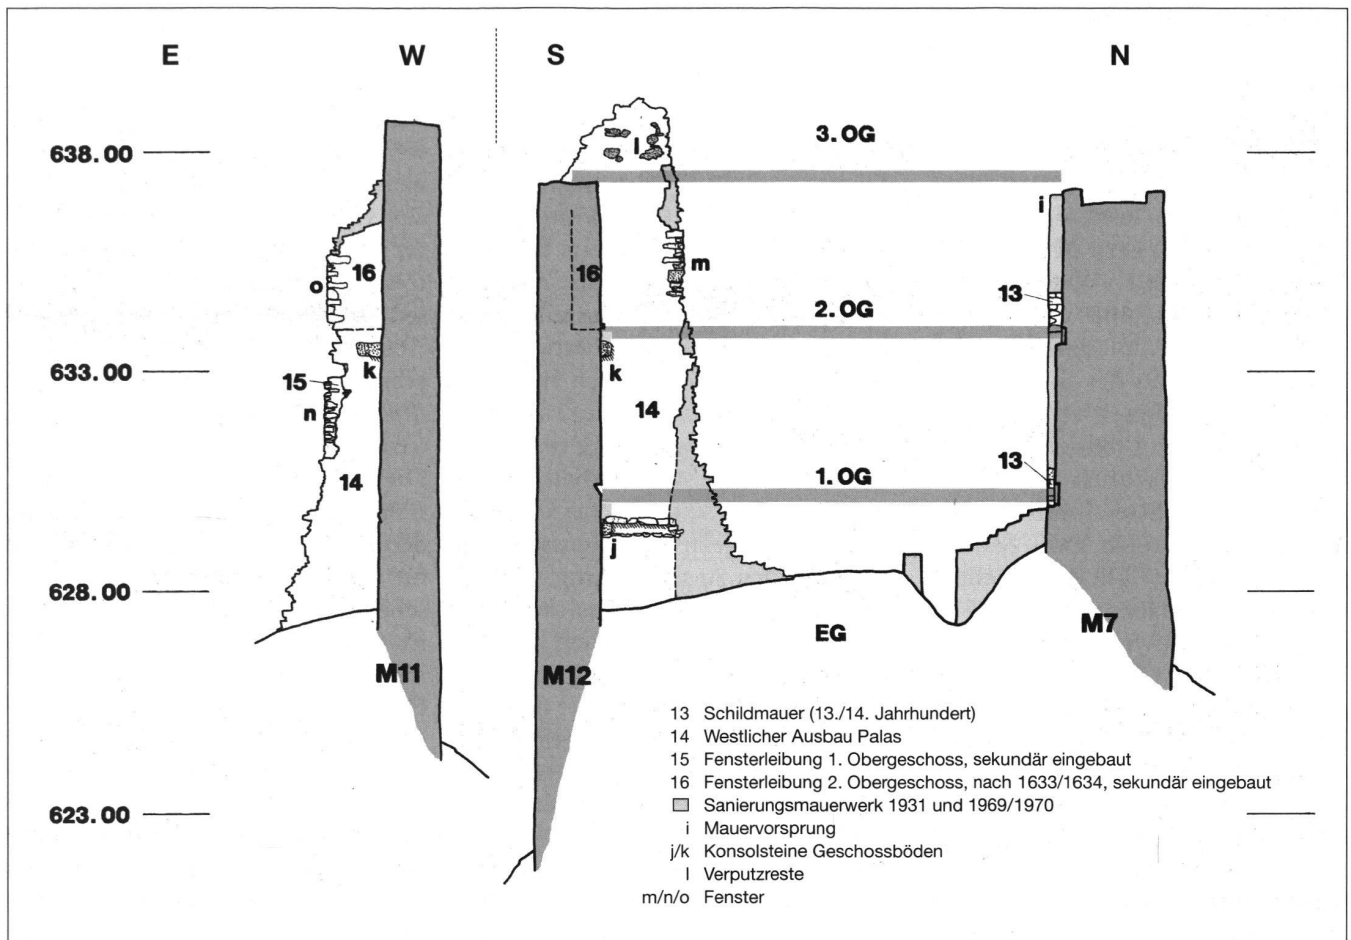 E W S N
638.00
l
3. OG
i
16
o
16
m
13
2. OG
633.00
k
k
15
n
14
14
13
1. OG
j
628.00
EG
M7
M11
M12
13 Schildmauer (13./14. Jahrhundert)
14 Westlicher Ausbau Palas
15 Fensterleibung 1. Obergeschoss, sekundär eingebaut
16 Fensterleibung 2. Obergeschoss, nach 1633/1634, sekundär eingebaut
Sanierungsmauerwerk 1931 und 1969/1970
623.00
i Mauervorsprung
j/k Konsolsteine Geschossböden
l Verputzreste
m/n/o Fenster